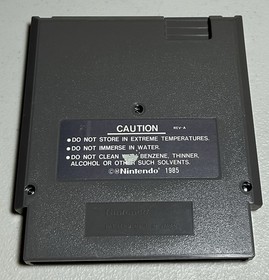 CAUTION REV-A
•DO NOT STORE IN EXTREME TEMPERATURES.
•DO NOT IMMERSE IN WATER.
•DO NOT CLEAN WITH BENZENE, THINNER,
ALCOHOL OR OTHER SUCH SOLVENTS.
©®Nintendo 1985